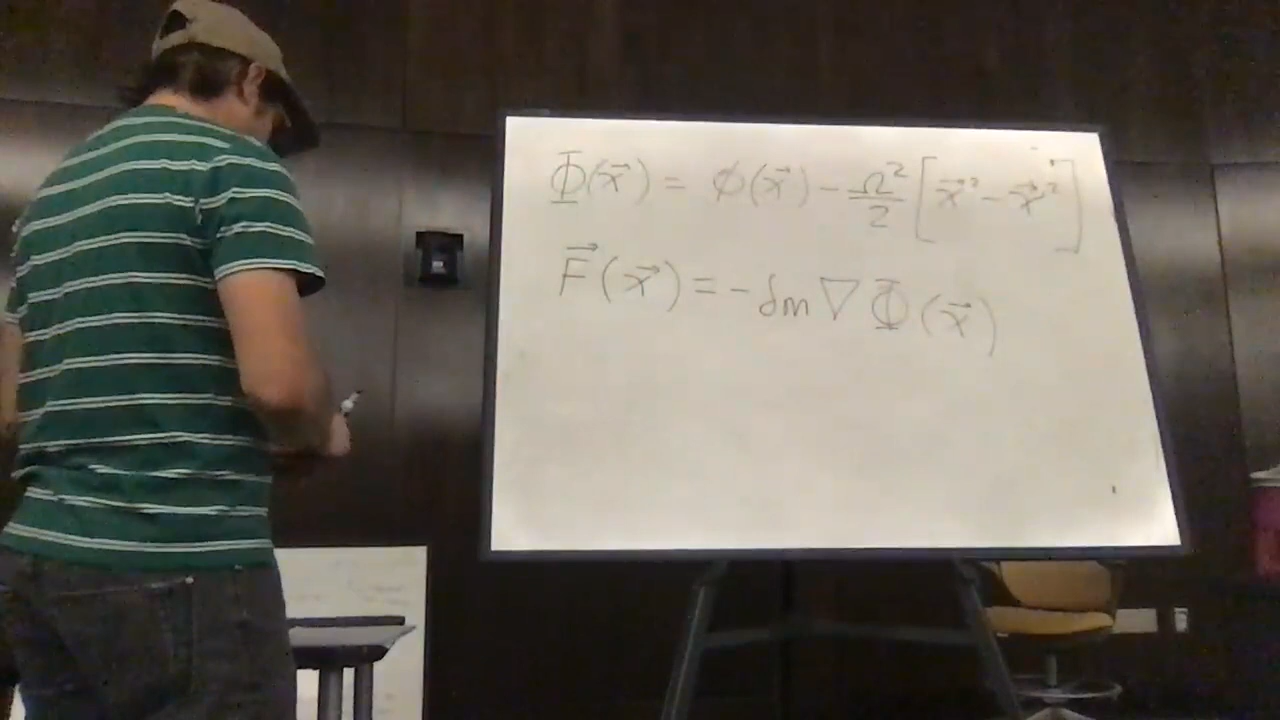 Φ(x⃗) = φ(x⃗) - Ω²/2 [x⃗² - x⃗²]
F⃗(x⃗) = -δm ∇ Φ(x⃗)